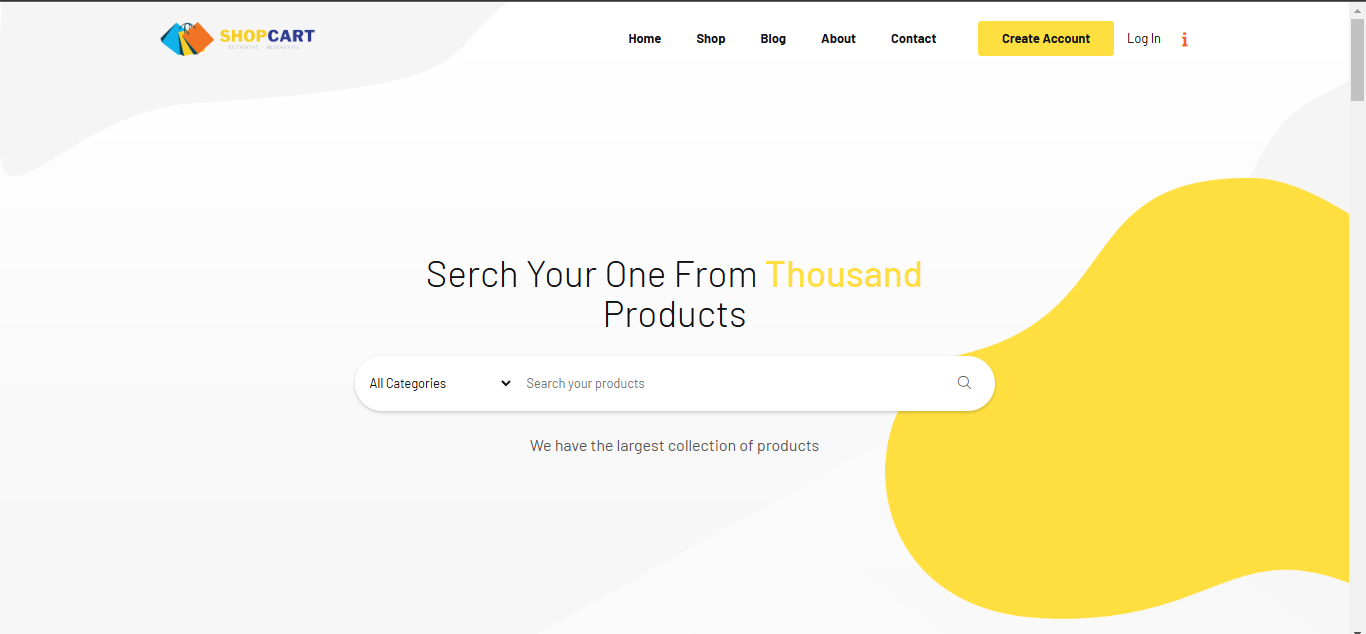 SHOPCART
Home Shop Blog About Contact Create Account Log In
Serch Your One From Thousand
Products
All Categories Search your products
We have the largest collection of products